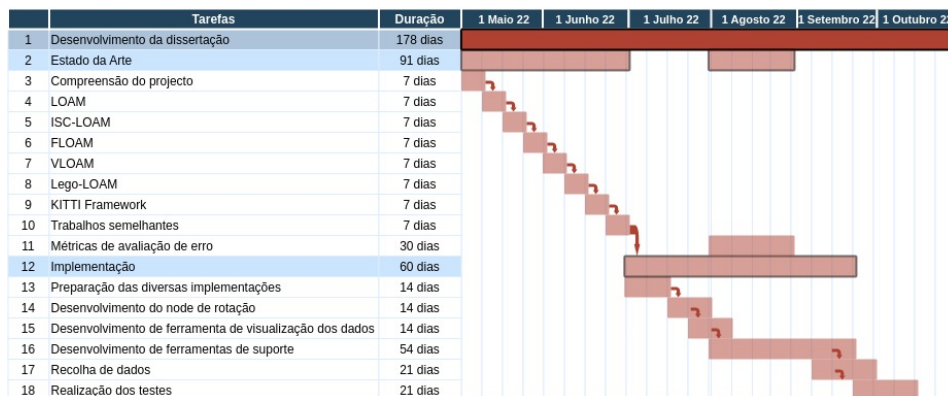 Tarefas Duração 1 Maio 22 1 Junho 22 1 Julho 22 1 Agosto 22 1 Setembro 22 1 Outubro 2
1 Desenvolvimento da dissertação 178 dias
2 Estado da Arte 91 dias
3 Compreensão do projecto 7 dias
4 LOAM 7 dias
5 ISC-LOAM 7 dias
6 FLOAM 7 dias
7 VLOAM 7 dias
8 Lego-LOAM 7 dias
9 KITTI Framework 7 dias
10 Trabalhos semelhantes 7 dias
11 Métricas de avaliação de erro 30 dias
12 Implementação 60 dias
13 Preparação das diversas implementações 14 dias
14 Desenvolvimento do node de rotação 14 dias
15 Desenvolvimento de ferramenta de visualização dos dados 14 dias
16 Desenvolvimento de ferramentas de suporte 54 dias
17 Recolha de dados 21 dias
18 Realização dos testes 21 dias